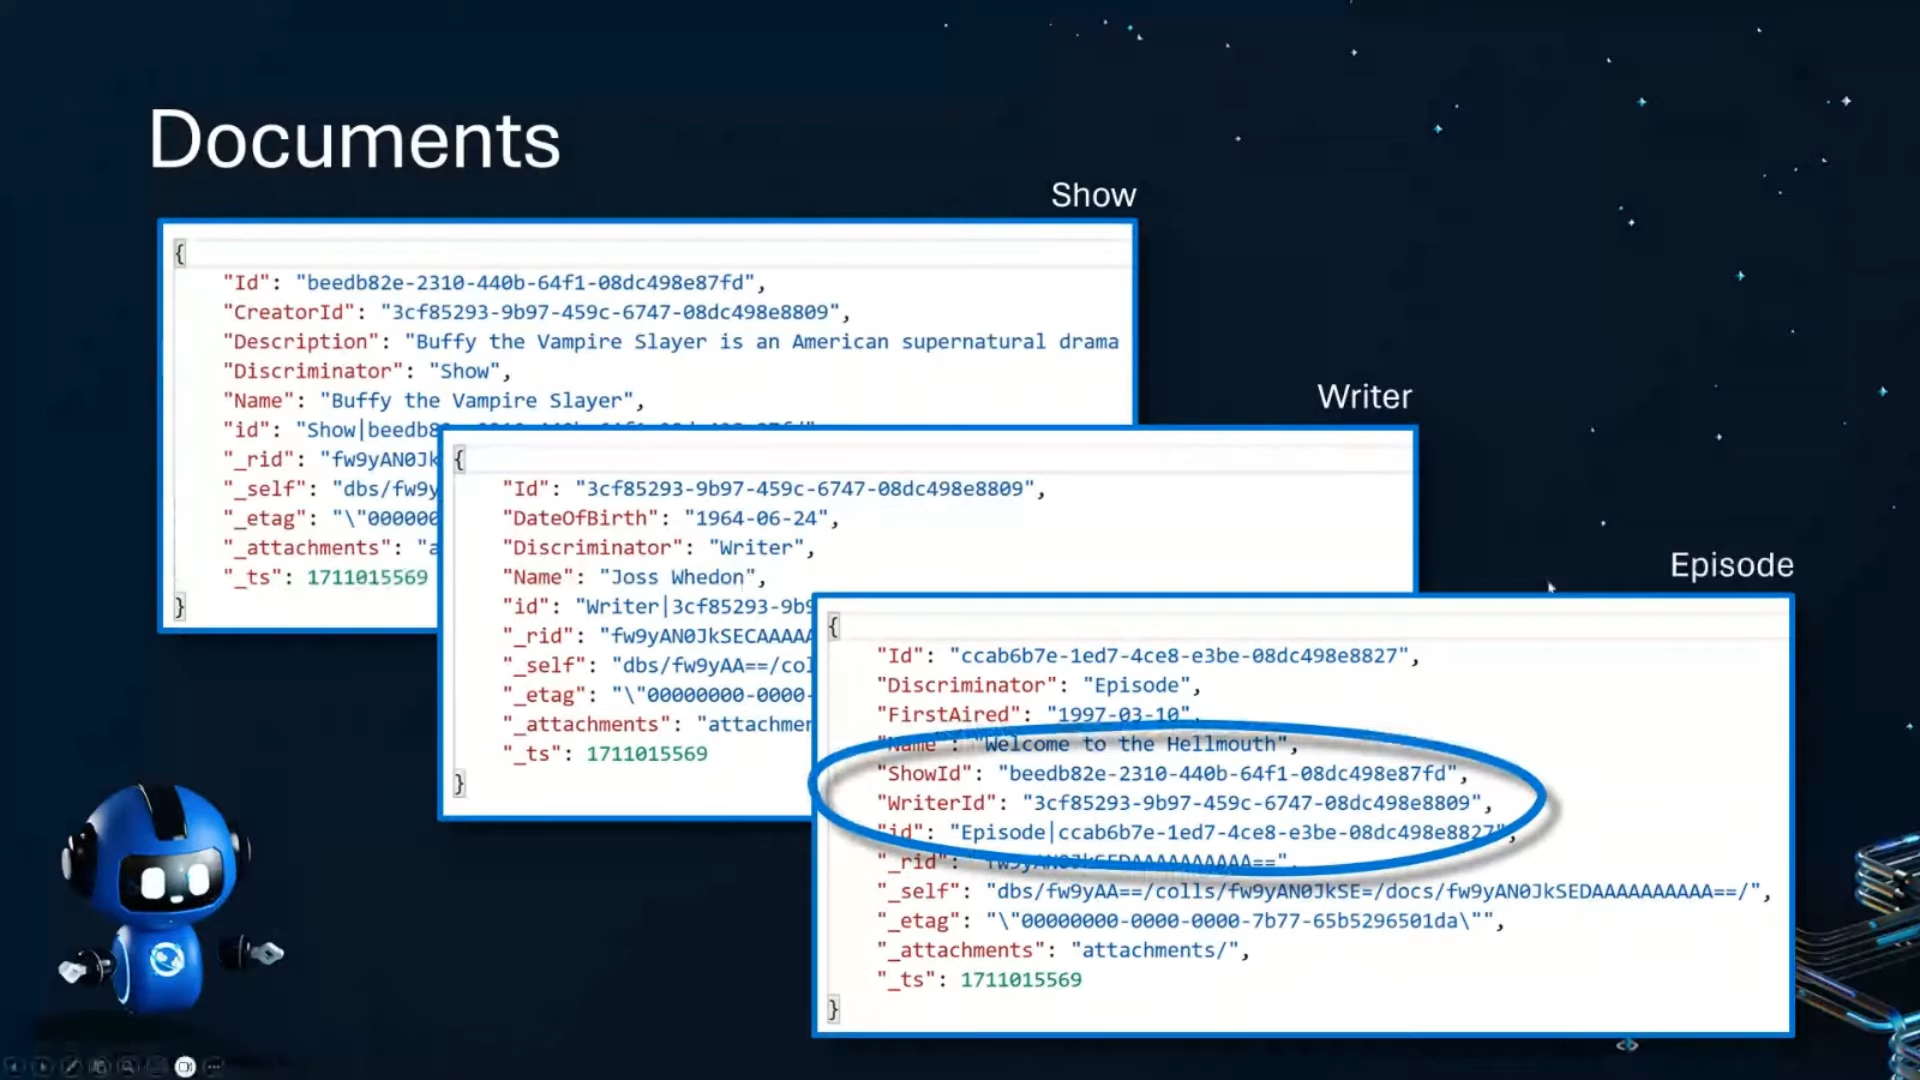 Documents
Show
{
"Id": "beedb82e-2310-440b-64f1-08dc498e87fd",
"CreatorId": "3cf85293-9b97-459c-6747-08dc498e8809",
"Description": "Buffy the Vampire Slayer is an American supernatural drama
"Discriminator": "Show",
"Name": "Buffy the Vampire Slayer",
"id": "Show|beedb8
"_rid": "fw9yAN0Jk
"_self": "dbs/fw9y
"_etag": "\"000000
"_attachments": "a
"_ts": 1711015569
}
Writer
{
"Id": "3cf85293-9b97-459c-6747-08dc498e8809",
"DateOfBirth": "1964-06-24",
"Discriminator": "Writer",
"Name": "Joss Whedon",
"id": "Writer|3cf85293-9b9
"_rid": "fw9yAN0JkSECAAAAA
"_self": "dbs/fw9yAA==/col
"_etag": "\"00000000-0000-
"_attachments": "attachmen
"_ts": 1711015569
}
Episode
{
"Id": "ccab6b7e-1ed7-4ce8-e3be-08dc498e8827",
"Discriminator": "Episode",
"FirstAired": "1997-03-10",
"Name": "Welcome to the Hellmouth",
"ShowId": "beedb82e-2310-440b-64f1-08dc498e87fd",
"WriterId": "3cf85293-9b97-459c-6747-08dc498e8809",
"id": "Episode|ccab6b7e-1ed7-4ce8-e3be-08dc498e8827",
"_rid": "fw9yAN0JkSEDAAAAAAAAAA==",
"_self": "dbs/fw9yAA==/colls/fw9yAN0JkSE=/docs/fw9yAN0JkSEDAAAAAAAAAA==/",
"_etag": "\"00000000-0000-0000-7b77-65b5296501da\"",
"_attachments": "attachments/",
"_ts": 1711015569
}